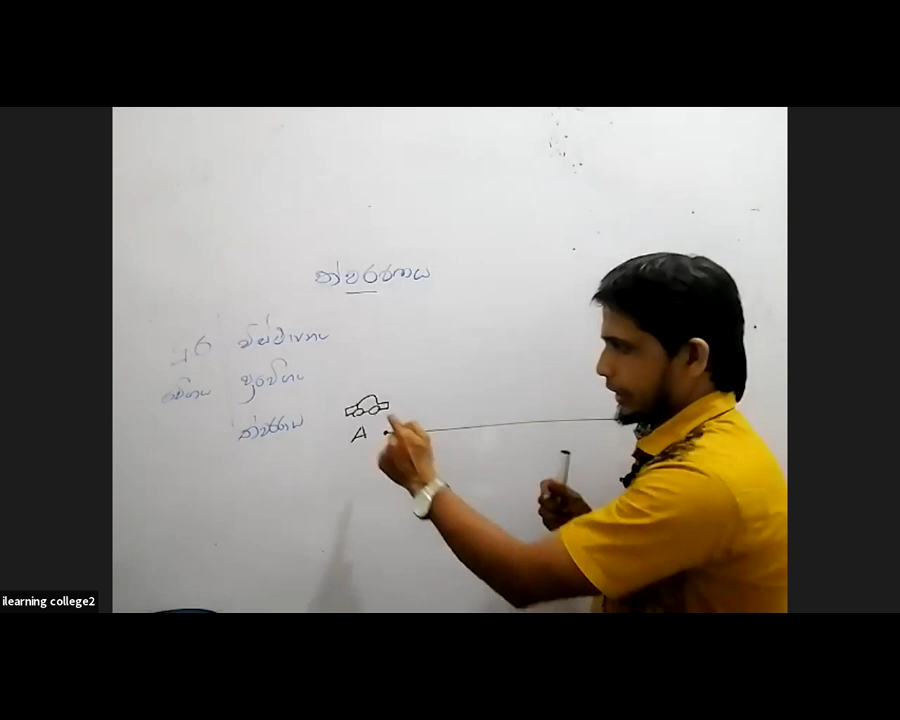 ත්වරණය
දුර විස්ථාපනය
වේගය ප්‍රවේගය
ත්වරණය
A
ilearning college2